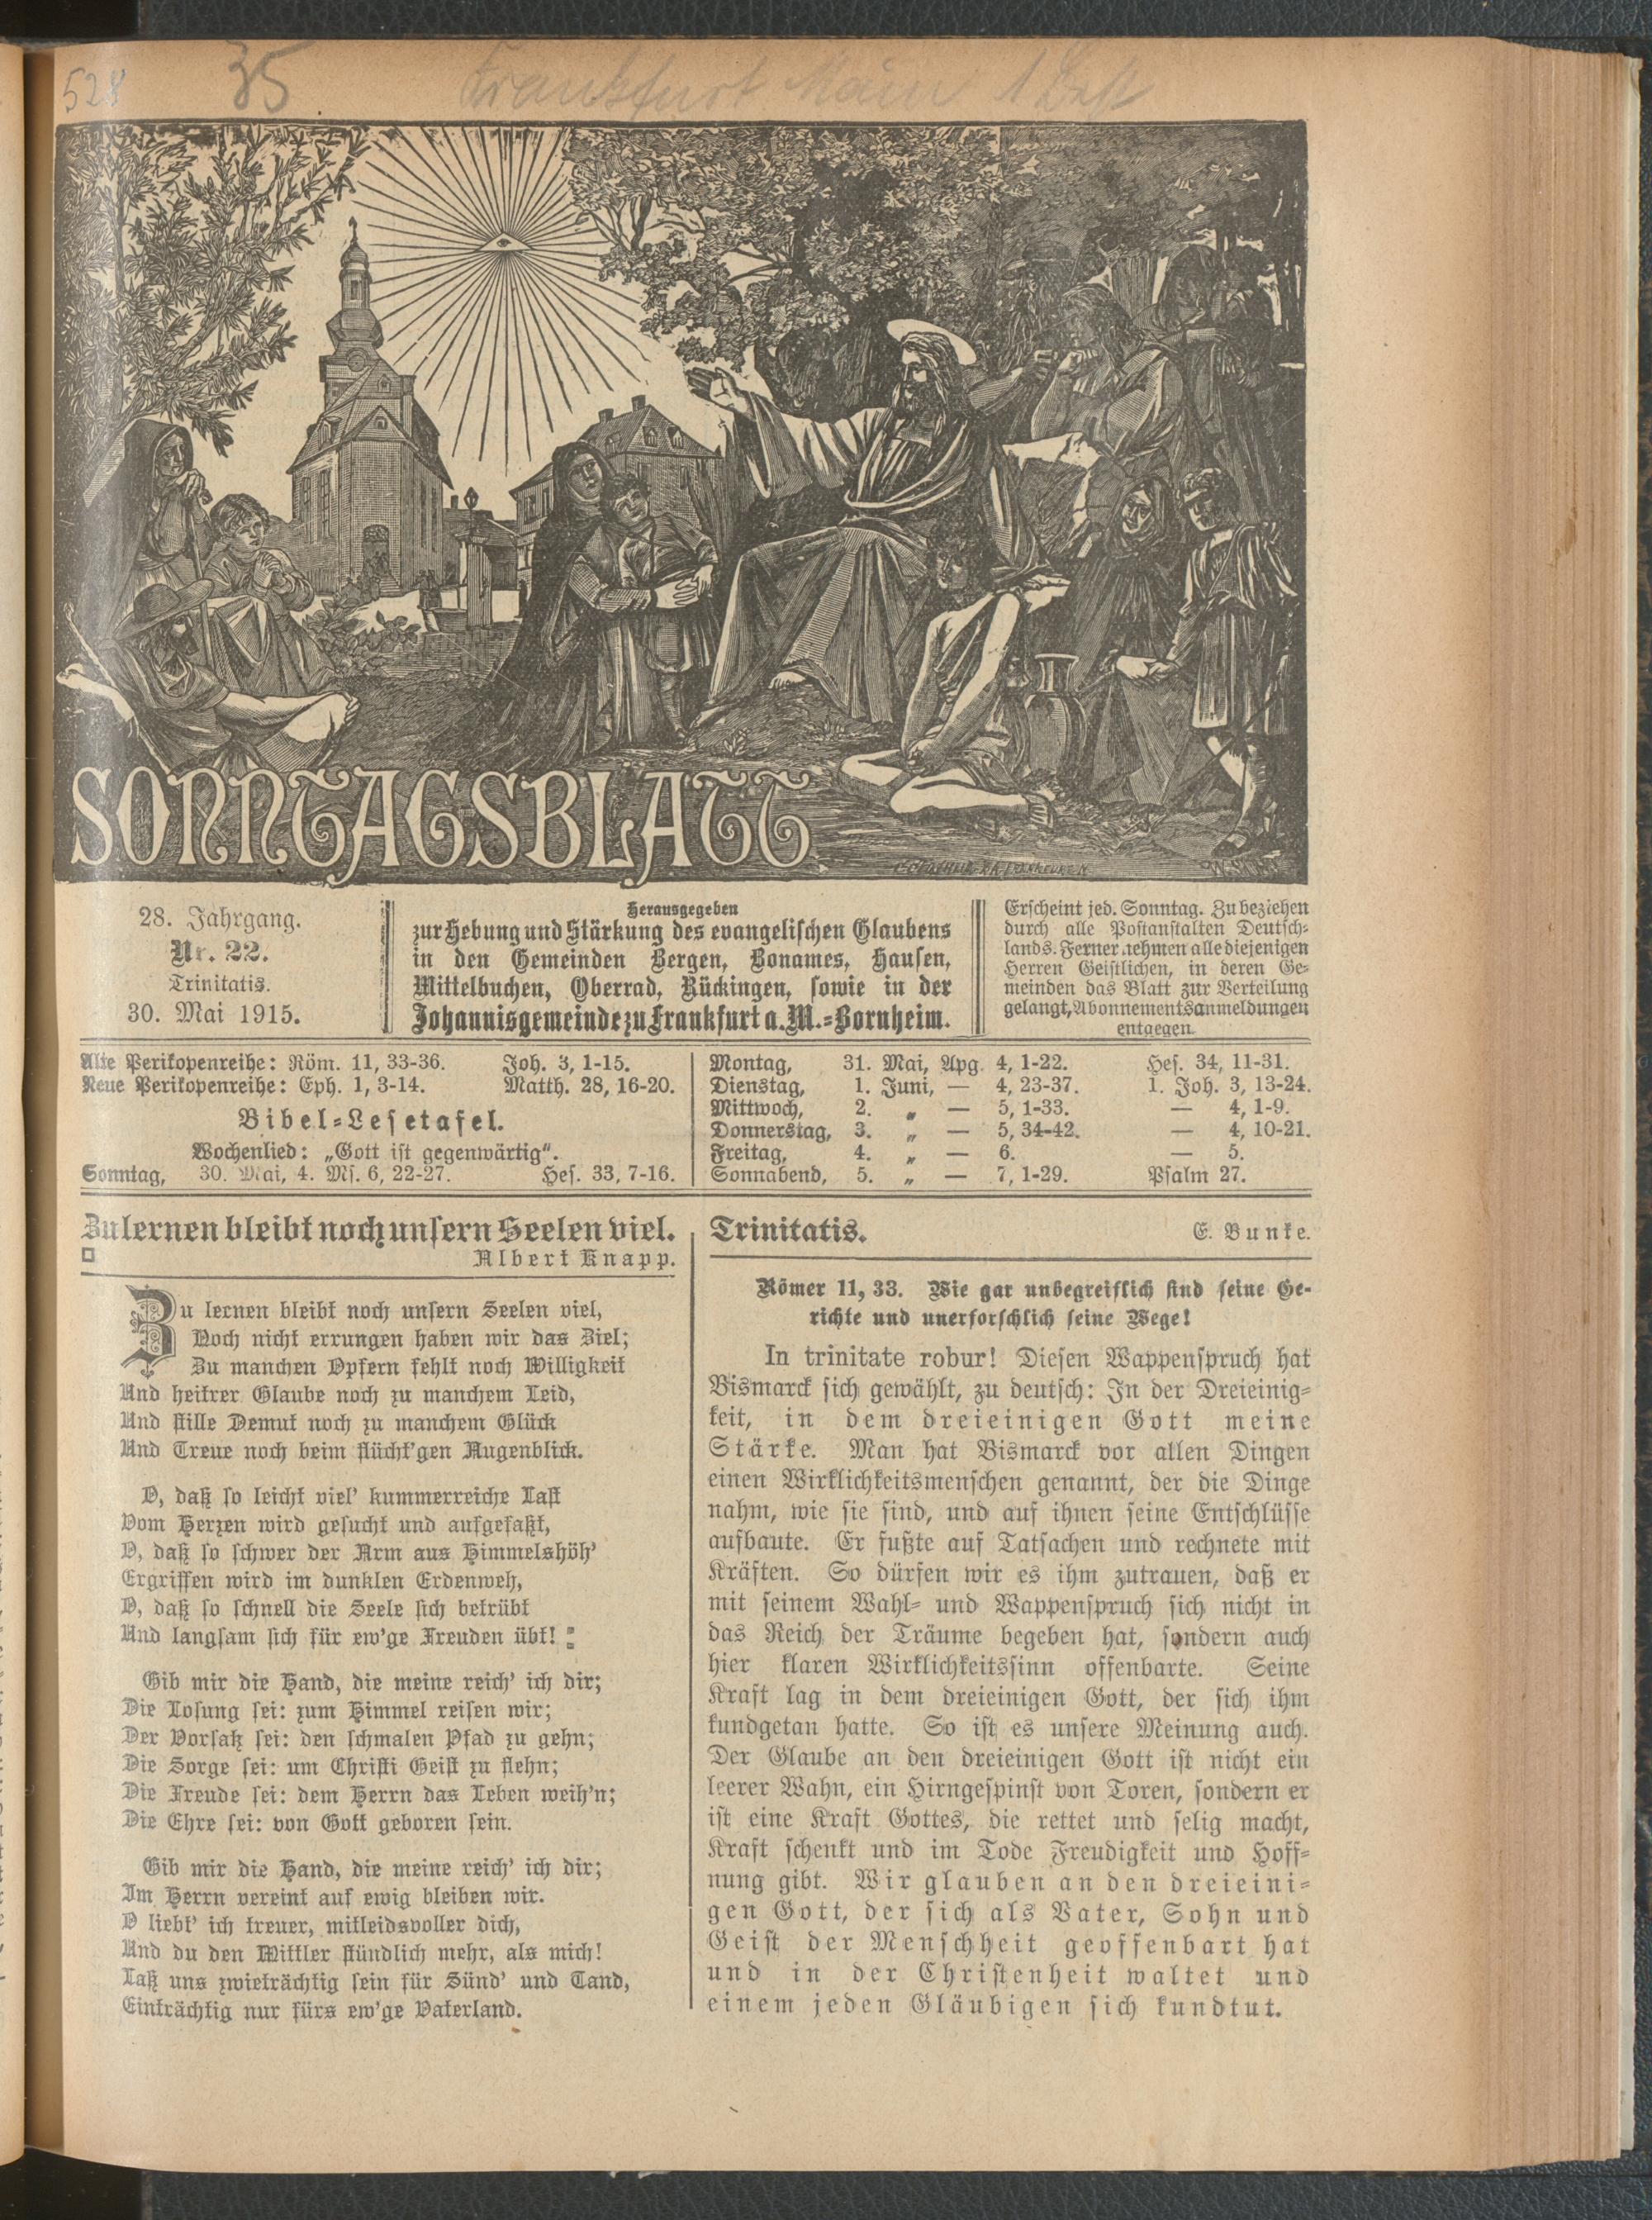 528
35
Frankfurt Main
SONNTAGSBLATT
28. Jahrgang.
Nr. 22.
Trinitatis.
30. Mai 1915.
Herausgegeben
zur Hebung und Stärkung des evangelischen Glaubens
in den Gemeinden Bergen, Bonames, Hausen,
Mittelbuchen, Oberrad, Rückingen, sowie in der
Johannisgemeinde zu Frankfurt a. M.-Bornheim.
Erscheint jed. Sonntag. Zu beziehen
durch alle Postanstalten Deutsch-
lands. Ferner nehmen alle diejenigen
Herren Geistlichen, in deren Ge-
meinden das Blatt zur Verteilung
gelangt, Abonnementsanmeldungen
entgegen
Alte Perikopenreihe: Röm. 11, 33-36. Joh. 3, 1-15.
Neue Perikopenreihe: Eph. 1, 3-14. Matth. 28, 16-20.
Bibel-Lesetafel.
Wochenlied: „Gott ist gegenwärtig“.
Sonntag, 30. Mai, 4. Ms. 6, 22-27. Hes. 33, 7-16.
Montag, 31. Mai, Apg. 4, 1-22. Hes. 34, 11-31.
Dienstag, 1. Juni, — 4, 23-37. 1. Joh. 3, 13-24.
Mittwoch, 2. „ — 5, 1-33. — 4, 1-9.
Donnerstag, 3. „ — 5, 34-42. — 4, 10-21.
Freitag, 4. „ — 6. — 5.
Sonnabend, 5. „ — 7, 1-29. Psalm 27.
Zu lernen bleibt noch unsern Seelen viel.
Albert Knapp.
Zu lernen bleibt noch unsern Seelen viel,
Noch nicht errungen haben wir das Ziel;
Zu manchen Opfern fehlt noch Willigkeit
Und heitrer Glaube noch zu manchem Leid,
Und stille Demut noch zu manchem Glück
Und Treue noch beim flücht'gen Augenblick.
O, daß so leicht viel' kummerreiche Last
Vom Herzen wird gesucht und aufgefaßt,
O, daß so schwer der Arm aus Himmelshöh'
Ergriffen wird im dunklen Erdenweh,
O, daß so schnell die Seele sich betrübt
Und langsam sich für ew'ge Freuden übt!
Gib mir die Hand, die meine reich' ich dir;
Die Losung sei: zum Himmel reisen wir;
Der Vorsatz sei: den schmalen Pfad zu gehn;
Die Sorge sei: um Christi Geist zu flehn;
Die Freude sei: dem Herrn das Leben weih'n;
Die Ehre sei: von Gott geboren sein.
Gib mir die Hand, die meine reich' ich dir;
Im Herrn vereint auf ewig bleiben wir.
O liebt' ich treuer, mitleidsvoller dich,
Und du den Mittler stündlich mehr, als mich!
Laß uns zwieträchtig sein für Sünd' und Tand,
Einträchtig nur fürs ew'ge Vaterland.
Trinitatis. E. Bunke.
Römer 11, 33. Wie gar unbegreiflich sind seine Ge-
richte und unerforschlich seine Wege!
In trinitate robur! Diesen Wappenspruch hat
Bismarck sich gewählt, zu deutsch: In der Dreieinig-
keit, in dem dreieinigen Gott meine
Stärke. Man hat Bismarck vor allen Dingen
einen Wirklichkeitsmenschen genannt, der die Dinge
nahm, wie sie sind, und auf ihnen seine Entschlüsse
aufbaute. Er fußte auf Tatsachen und rechnete mit
Kräften. So dürfen wir es ihm zutrauen, daß er
mit seinem Wahl- und Wappenspruch sich nicht in
das Reich der Träume begeben hat, sondern auch
hier klaren Wirklichkeitssinn offenbarte. Seine
Kraft lag in dem dreieinigen Gott, der sich ihm
kundgetan hatte. So ist es unsere Meinung auch.
Der Glaube an den dreieinigen Gott ist nicht ein
leerer Wahn, ein Hirngespinst von Toren, sondern er
ist eine Kraft Gottes, die rettet und selig macht,
Kraft schenkt und im Tode Freudigkeit und Hoff-
nung gibt. Wir glauben an den dreieini-
gen Gott, der sich als Vater, Sohn und
Geist der Menschheit geoffenbart hat
und in der Christenheit waltet und
einem jeden Gläubigen sich kundtut.